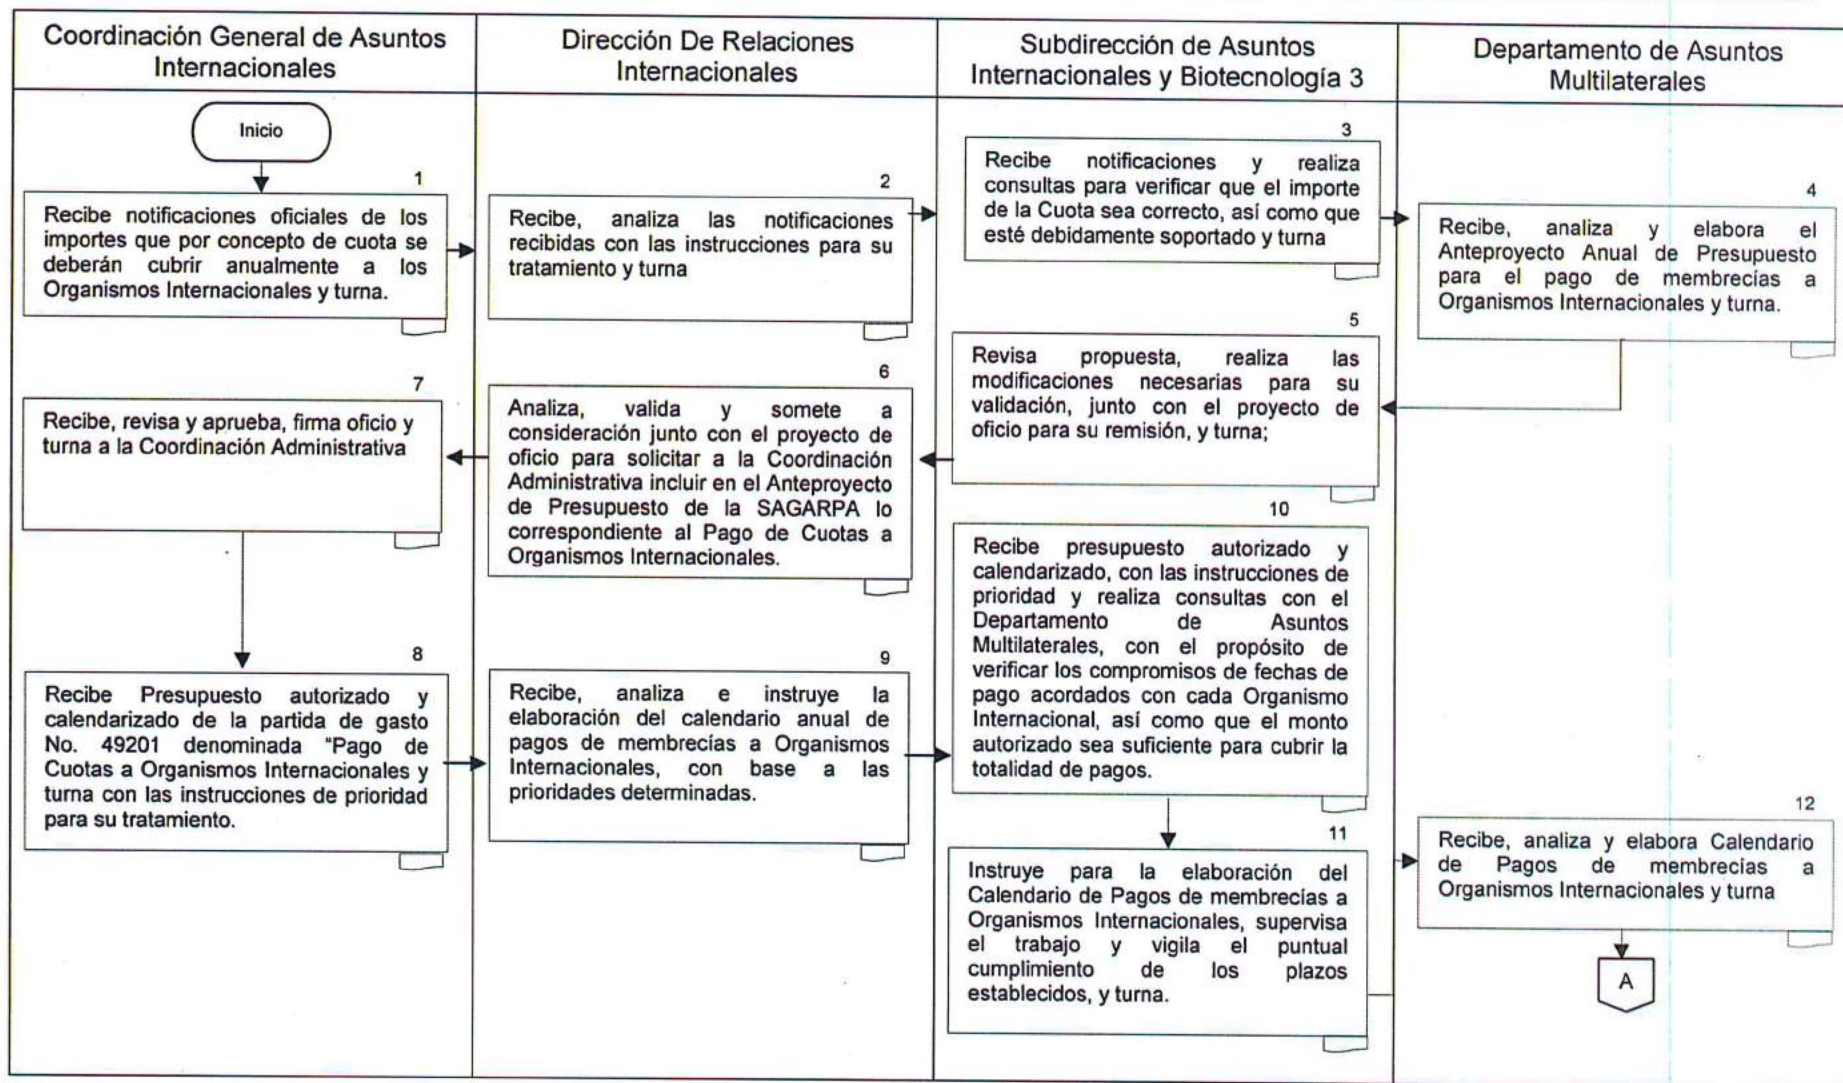 Coordinación General de Asuntos
Internacionales
Dirección De Relaciones
Internacionales
Subdirección de Asuntos
Internacionales y Biotecnología 3
Departamento de Asuntos
Multilaterales
Inicio
1
Recibe notificaciones oficiales de los
importes que por concepto de cuota se
deberán cubrir anualmente a los
Organismos Internacionales y turna.
2
Recibe, analiza las notificaciones
recibidas con las instrucciones para su
tratamiento y turna
3
Recibe notificaciones y realiza
consultas para verificar que el importe
de la Cuota sea correcto, así como que
esté debidamente soportado y turna
4
Recibe, analiza y elabora el
Anteproyecto Anual de Presupuesto
para el pago de membrecías a
Organismos Internacionales y turna.
5
Revisa propuesta, realiza las
modificaciones necesarias para su
validación, junto con el proyecto de
oficio para su remisión, y turna;
6
Analiza, valida y somete a
consideración junto con el proyecto de
oficio para solicitar a la Coordinación
Administrativa incluir en el Anteproyecto
de Presupuesto de la SAGARPA lo
correspondiente al Pago de Cuotas a
Organismos Internacionales.
7
Recibe, revisa y aprueba, firma oficio y
turna a la Coordinación Administrativa
8
Recibe Presupuesto autorizado y
calendarizado de la partida de gasto
No. 49201 denominada "Pago de
Cuotas a Organismos Internacionales y
turna con las instrucciones de prioridad
para su tratamiento.
9
Recibe, analiza e instruye la
elaboración del calendario anual de
pagos de membrecías a Organismos
Internacionales, con base a las
prioridades determinadas.
10
Recibe presupuesto autorizado y
calendarizado, con las instrucciones de
prioridad y realiza consultas con el
Departamento de Asuntos
Multilaterales, con el propósito de
verificar los compromisos de fechas de
pago acordados con cada Organismo
Internacional, así como que el monto
autorizado sea suficiente para cubrir la
totalidad de pagos.
11
Instruye para la elaboración del
Calendario de Pagos de membrecías a
Organismos Internacionales, supervisa
el trabajo y vigila el puntual
cumplimiento de los plazos
establecidos, y turna.
12
Recibe, analiza y elabora Calendario
de Pagos de membrecías a
Organismos Internacionales y turna
A